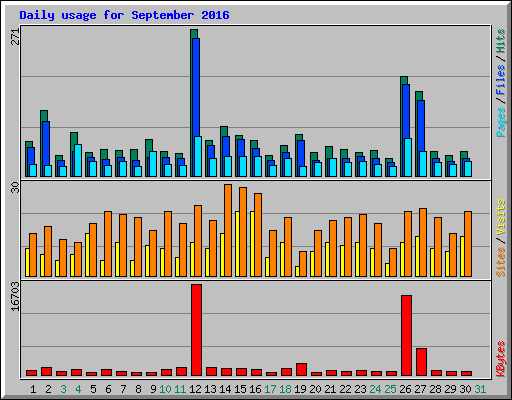 Daily usage for September 2016
271
Pages / Files / Hits
30
Sites / Visits
16703
KBytes
1 2 3 4 5 6 7 8 9 10 11 12 13 14 15 16 17 18 19 20 21 22 23 24 25 26 27 28 29 30 31